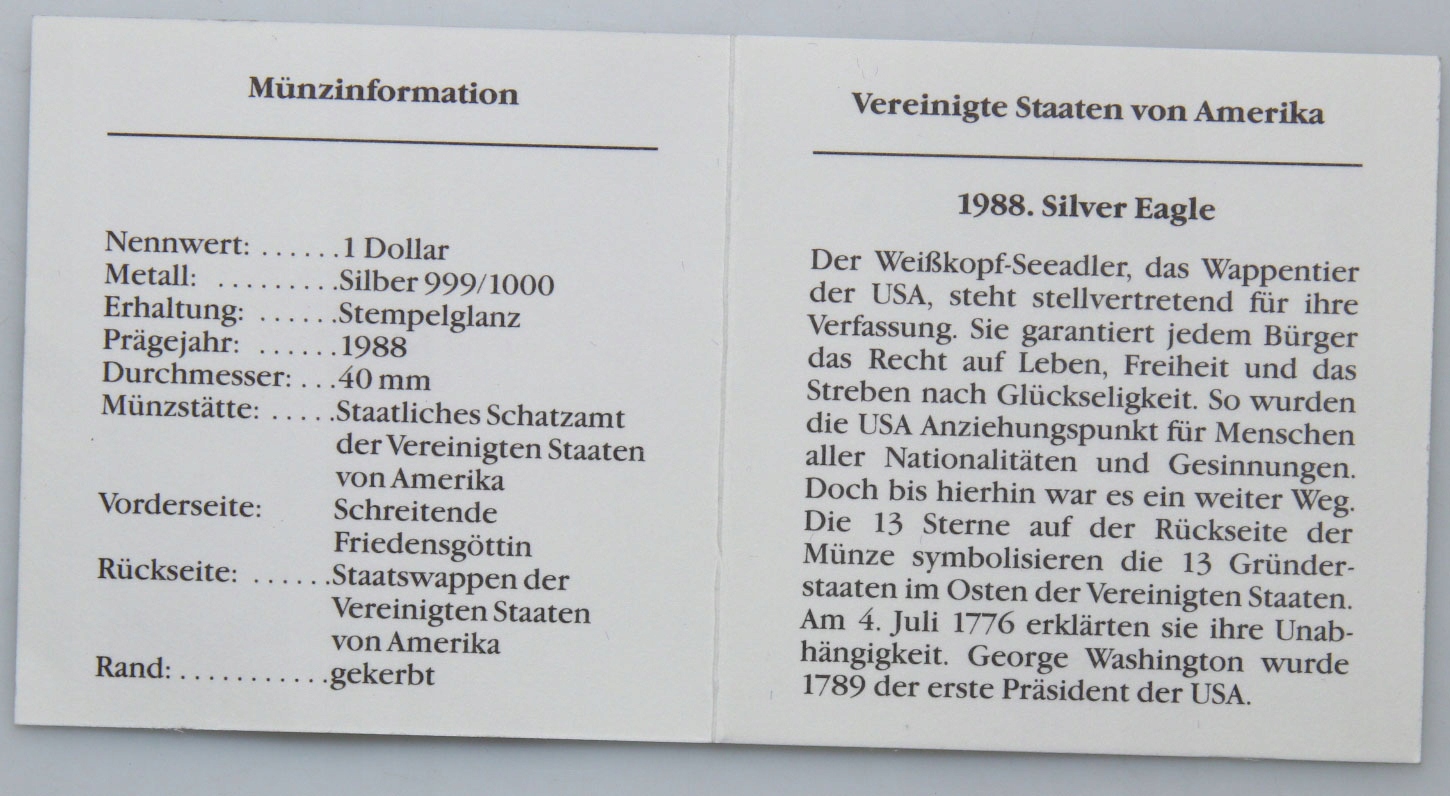 Münzinformation
Nennwert: ......1 Dollar
Metall: .........Silber 999/1000
Erhaltung: ......Stempelglanz
Prägejahr: ......1988
Durchmesser: ...40 mm
Münzstätte: .....Staatliches Schatzamt
der Vereinigten Staaten
von Amerika
Vorderseite: Schreitende
Friedensgöttin
Rückseite: ......Staatswappen der
Vereinigten Staaten
von Amerika
Rand: ...........gekerbt
Vereinigte Staaten von Amerika
1988. Silver Eagle
Der Weißkopf-Seeadler, das Wappentier
der USA, steht stellvertretend für ihre
Verfassung. Sie garantiert jedem Bürger
das Recht auf Leben, Freiheit und das
Streben nach Glückseligkeit. So wurden
die USA Anziehungspunkt für Menschen
aller Nationalitäten und Gesinnungen.
Doch bis hierhin war es ein weiter Weg.
Die 13 Sterne auf der Rückseite der
Münze symbolisieren die 13 Gründer-
staaten im Osten der Vereinigten Staaten.
Am 4. Juli 1776 erklärten sie ihre Unab-
hängigkeit. George Washington wurde
1789 der erste Präsident der USA.